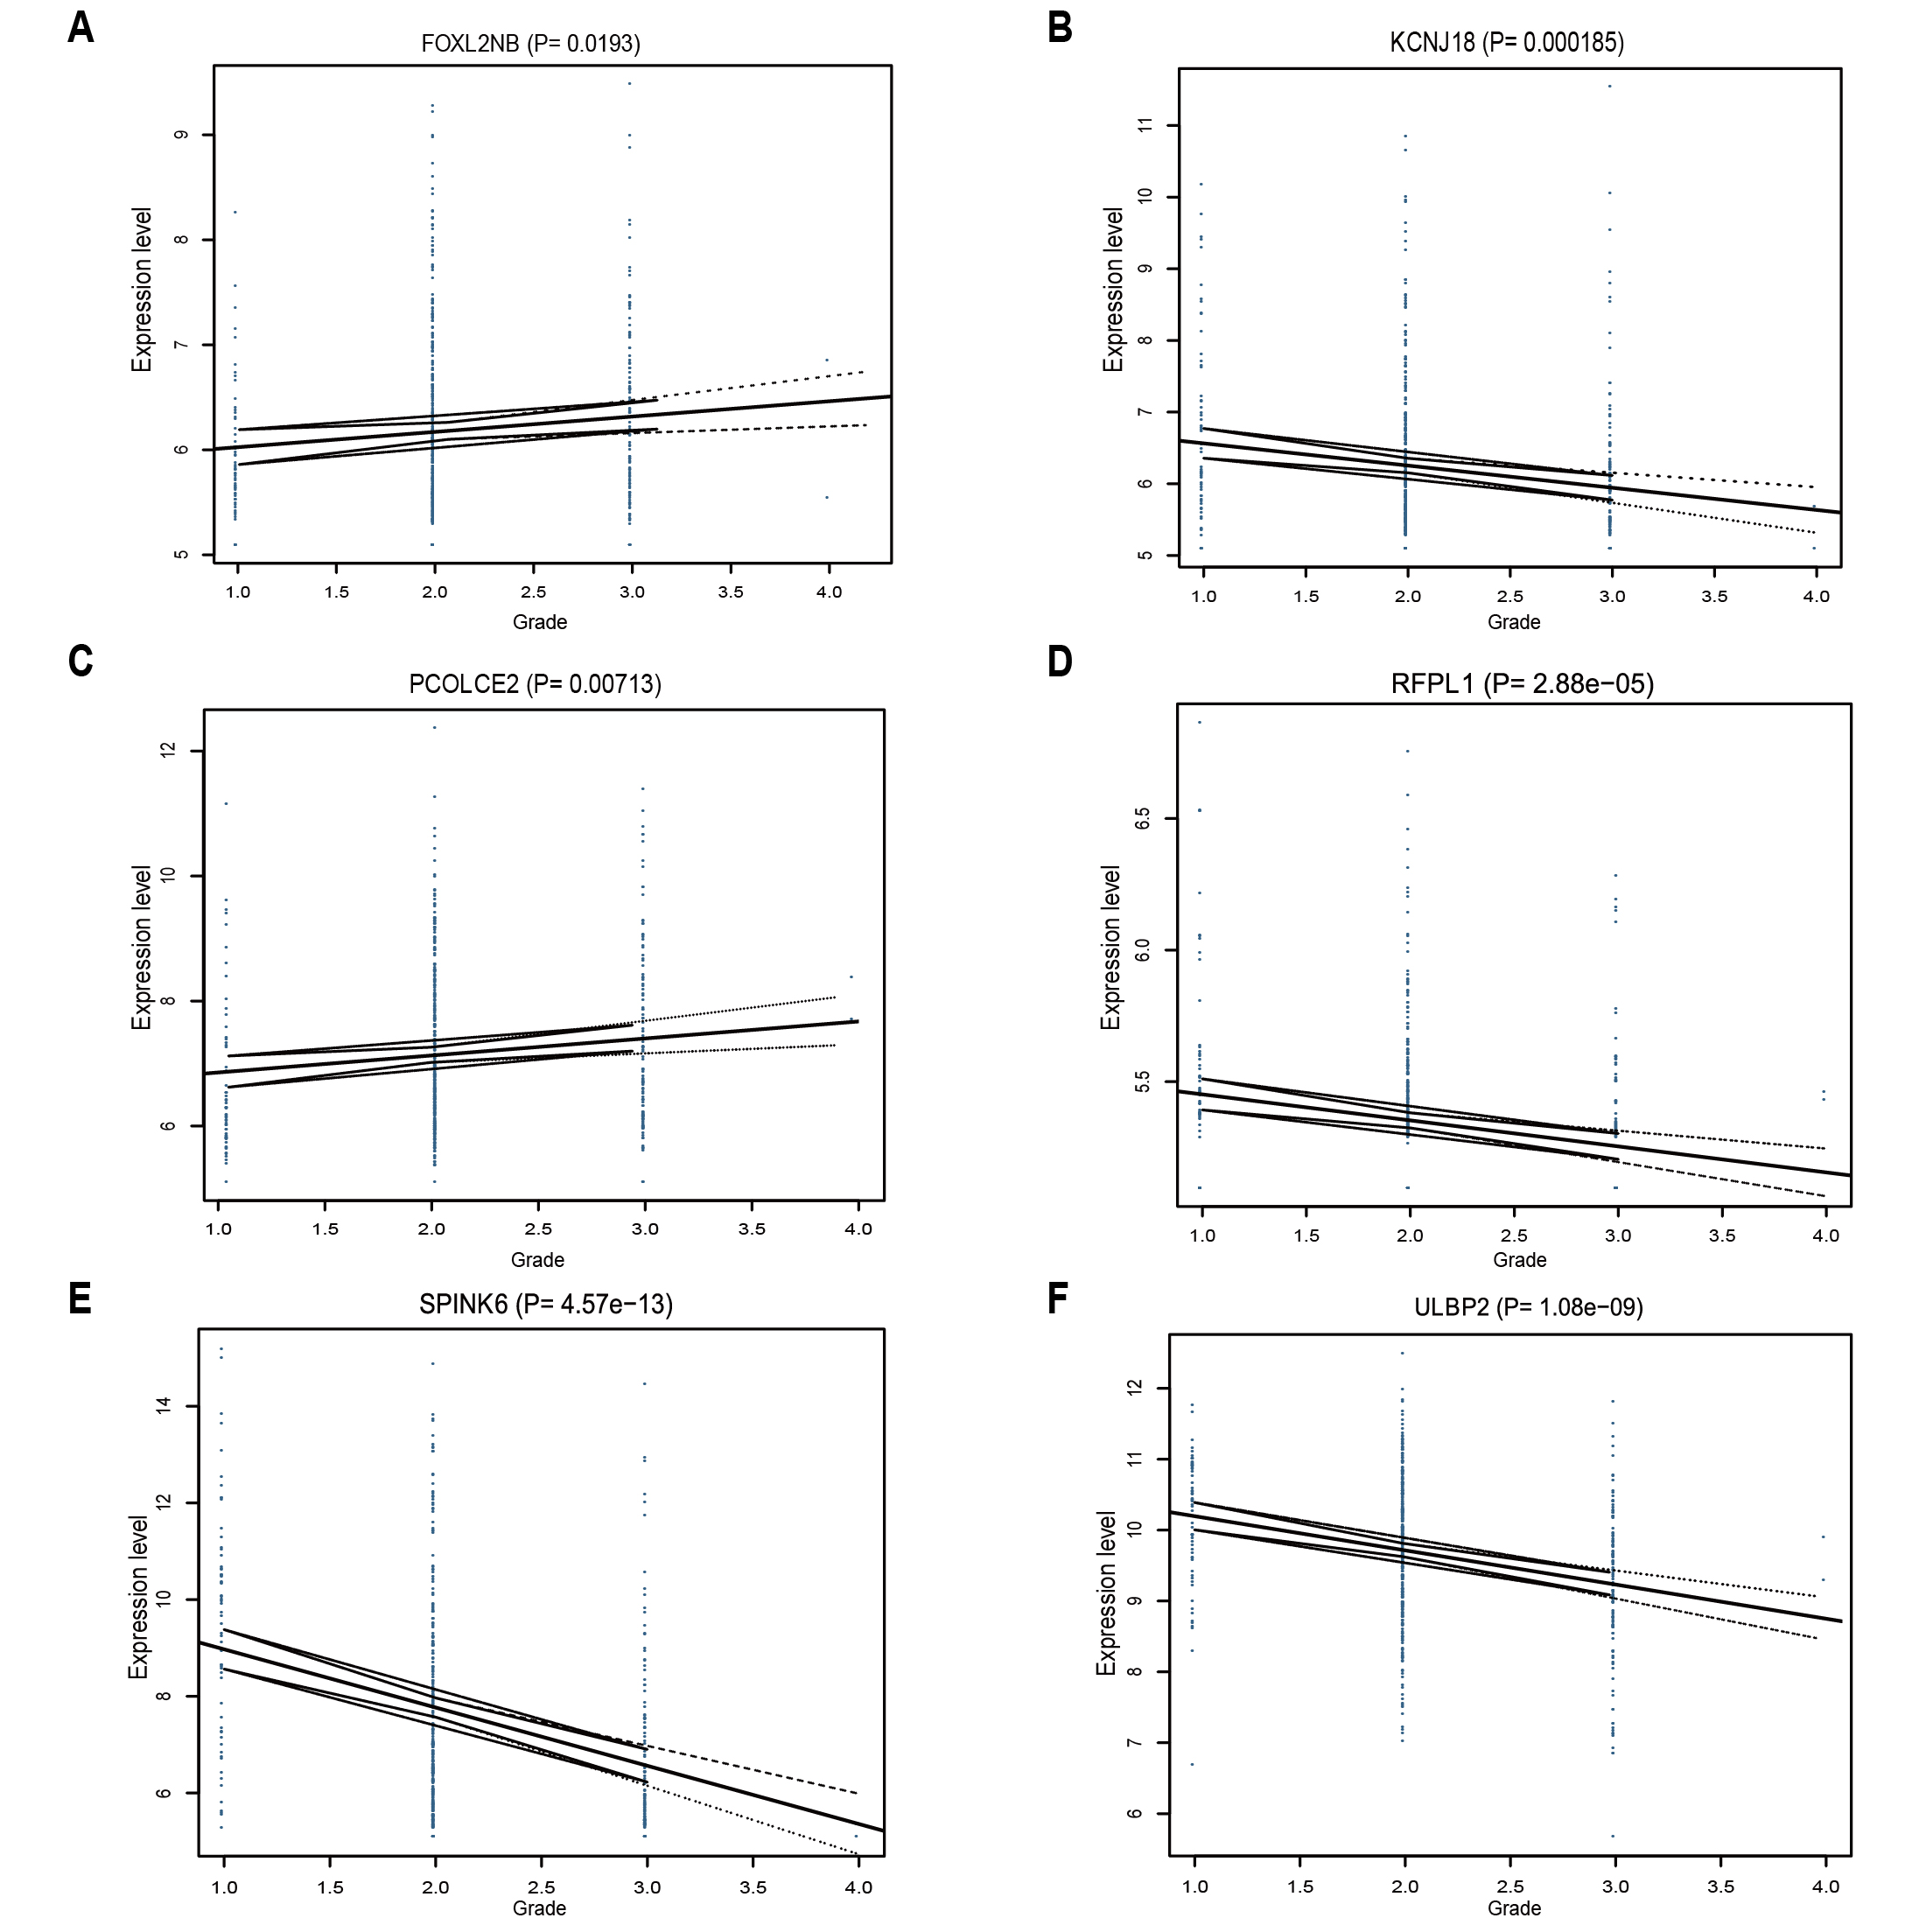 A
FOXL2NB (P= 0.0193)
Expression level
9
8
7
6
5
1.0 1.5 2.0 2.5 3.0 3.5 4.0
Grade
B
KCNJ18 (P= 0.000185)
Expression level
11
10
9
8
7
6
5
1.0 1.5 2.0 2.5 3.0 3.5 4.0
Grade
C
PCOLCE2 (P= 0.00713)
Expression level
12
10
8
6
1.0 1.5 2.0 2.5 3.0 3.5 4.0
Grade
D
RFPL1 (P= 2.88e−05)
Expression level
6.5
6.0
5.5
1.0 1.5 2.0 2.5 3.0 3.5 4.0
Grade
E
SPINK6 (P= 4.57e−13)
Expression level
14
12
10
8
6
1.0 1.5 2.0 2.5 3.0 3.5 4.0
Grade
F
ULBP2 (P= 1.08e−09)
Expression level
12
11
10
9
8
7
6
1.0 1.5 2.0 2.5 3.0 3.5 4.0
Grade